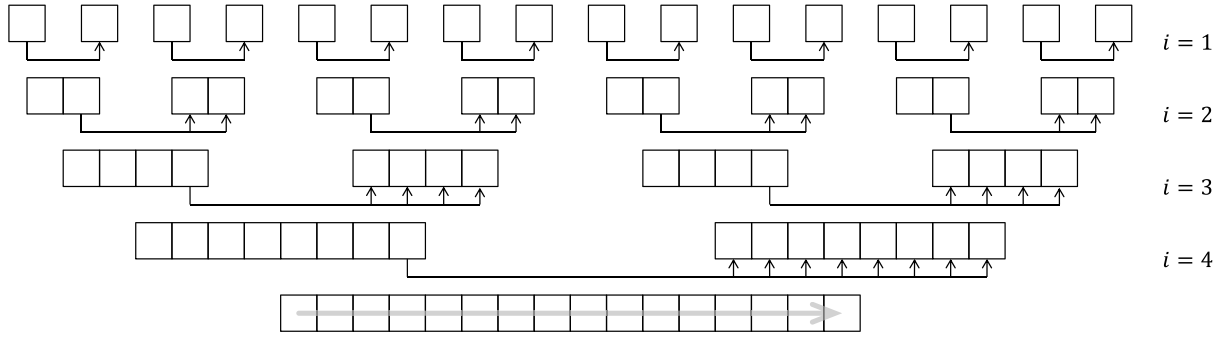 i = 1
i = 2
i = 3
i = 4